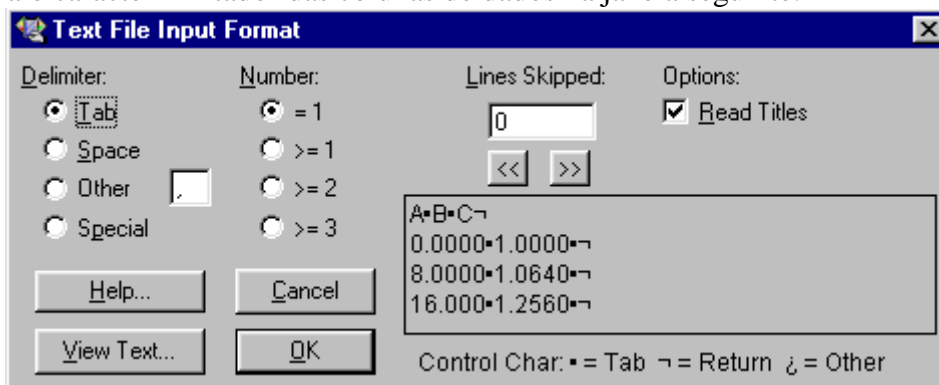 Text File Input Format
Delimiter: Number: Lines Skipped: Options:
Tab = 1 0 Read Titles
Space >= 1 << >>
Other , >= 2
Special >= 3
A▪B▪C¬
0.0000▪1.0000▪¬
8.0000▪1.0640▪¬
16.000▪1.2560▪¬
Help... Cancel
View Text... OK
Control Char: ▪ = Tab ¬ = Return ¿ = Other